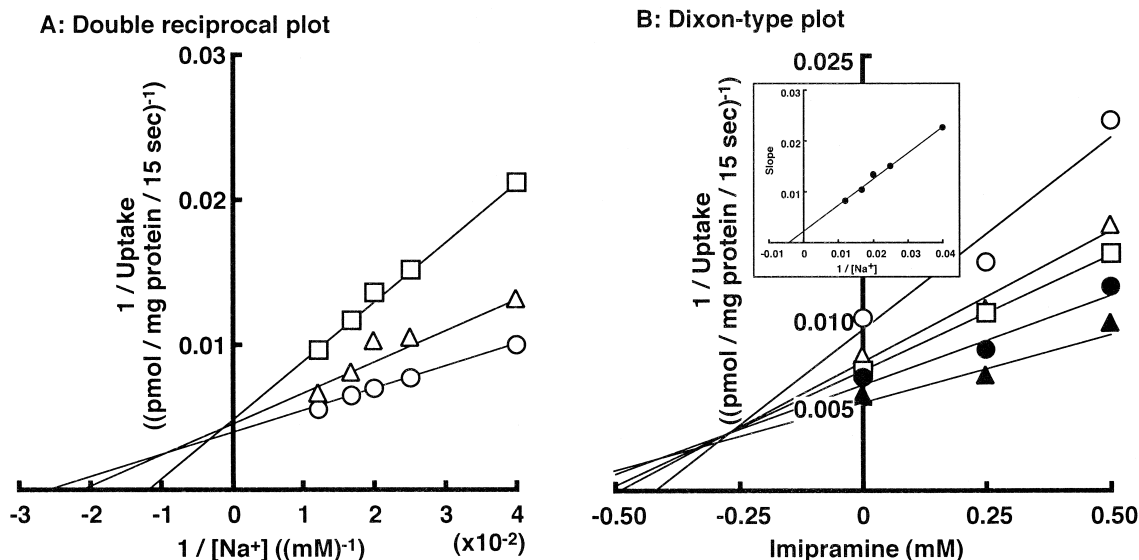 A: Double reciprocal plot
0.03
0.02
0.01
1 / Uptake
((pmol / mg protein / 15 sec)-1)
-3 -2 -1 0 1 2 3 4
1 / [Na+] ((mM)-1)
(x10-2)
B: Dixon-type plot
0.025
0.010
0.005
1 / Uptake
((pmol / mg protein / 15 sec)-1)
0.03
0.02
0.01
Slope
-0.01 0 0.01 0.02 0.03 0.04
1 / [Na+]
-0.50 -0.25 0 0.25 0.50
Imipramine (mM)